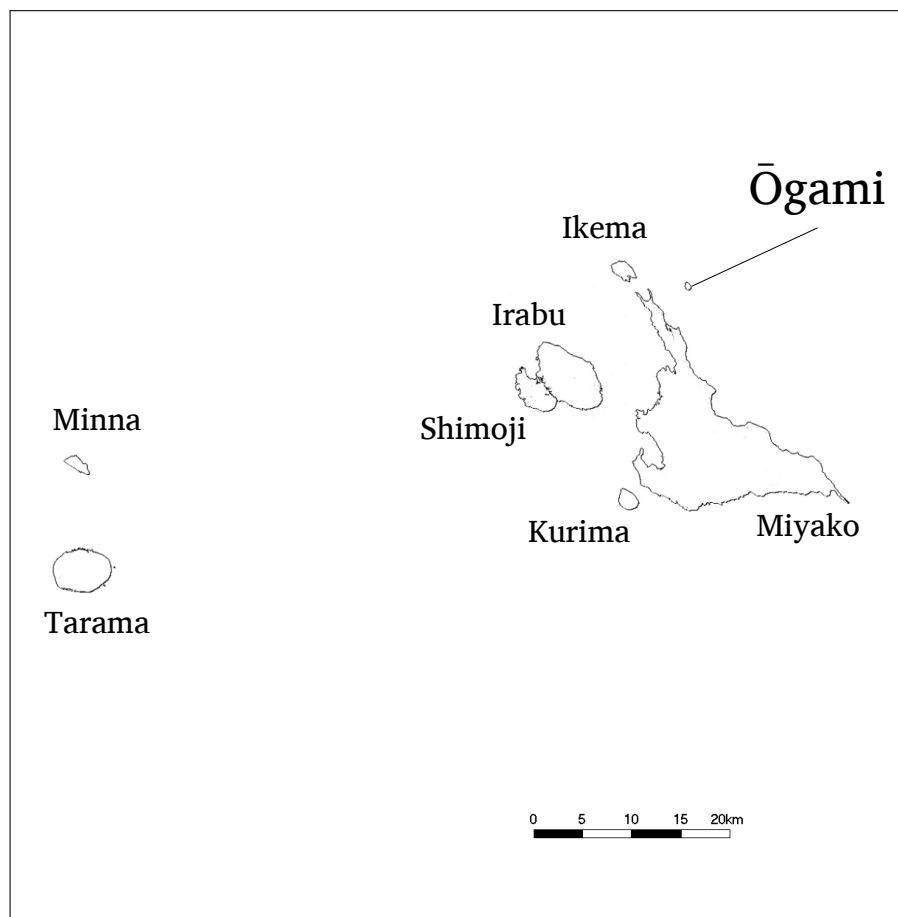 Ōgami
Ikema
Irabu
Minna
Shimoji
Kurima
Miyako
Tarama
0 5 10 15 20km